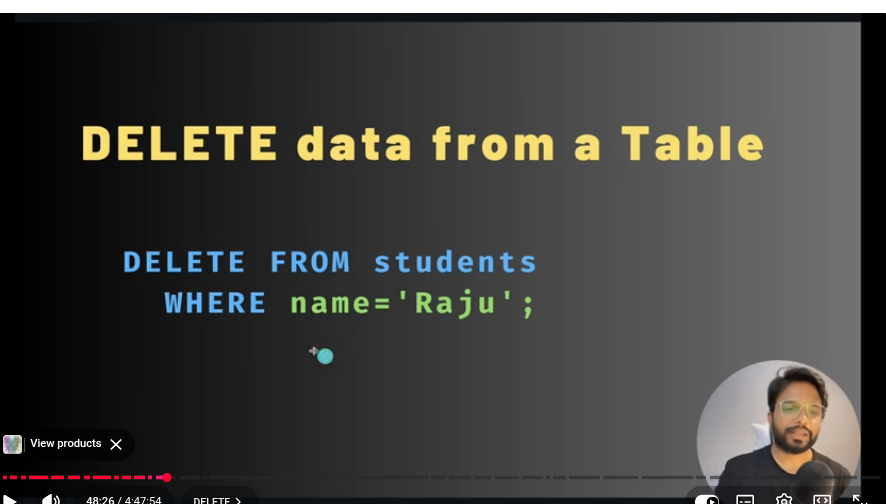 DELETE data from a Table
DELETE FROM students
WHERE name='Raju';
View products
48:26 / 4:47:54
DELETE